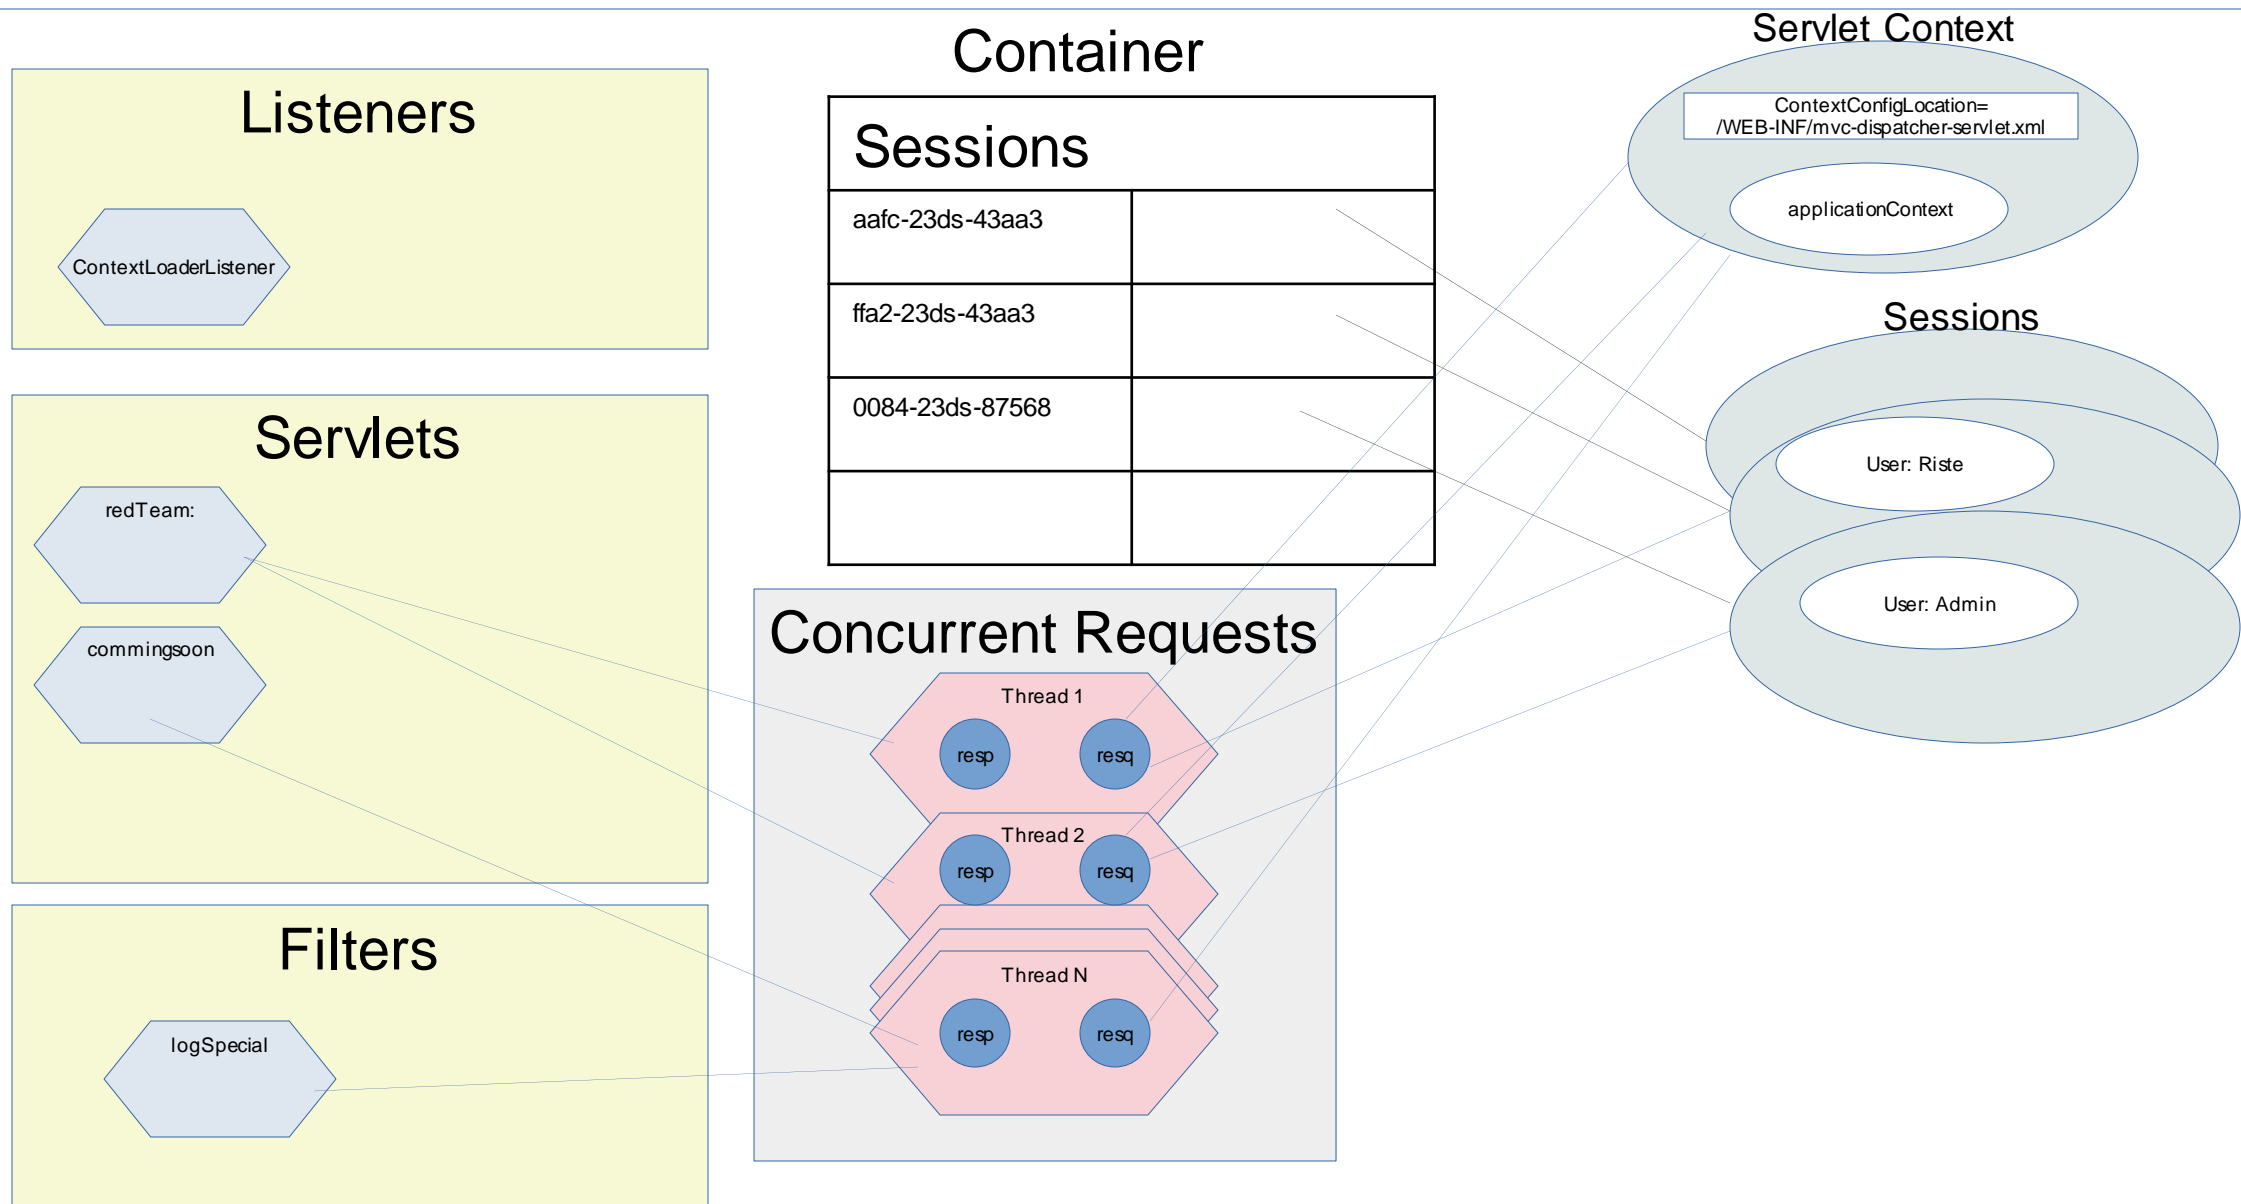 Container
Servlet Context
Listeners
ContextLoaderListener
Sessions
aafc-23ds-43aa3
ffa2-23ds-43aa3
0084-23ds-87568
ContextConfigLocation=
/WEB-INF/mvc-dispatcher-servlet.xml
applicationContext
Sessions
User: Riste
User: Admin
Servlets
redTeam:
commingsoon
Concurrent Requests
Thread 1
resp resq
Thread 2
resp resq
Thread N
resp resq
Filters
logSpecial